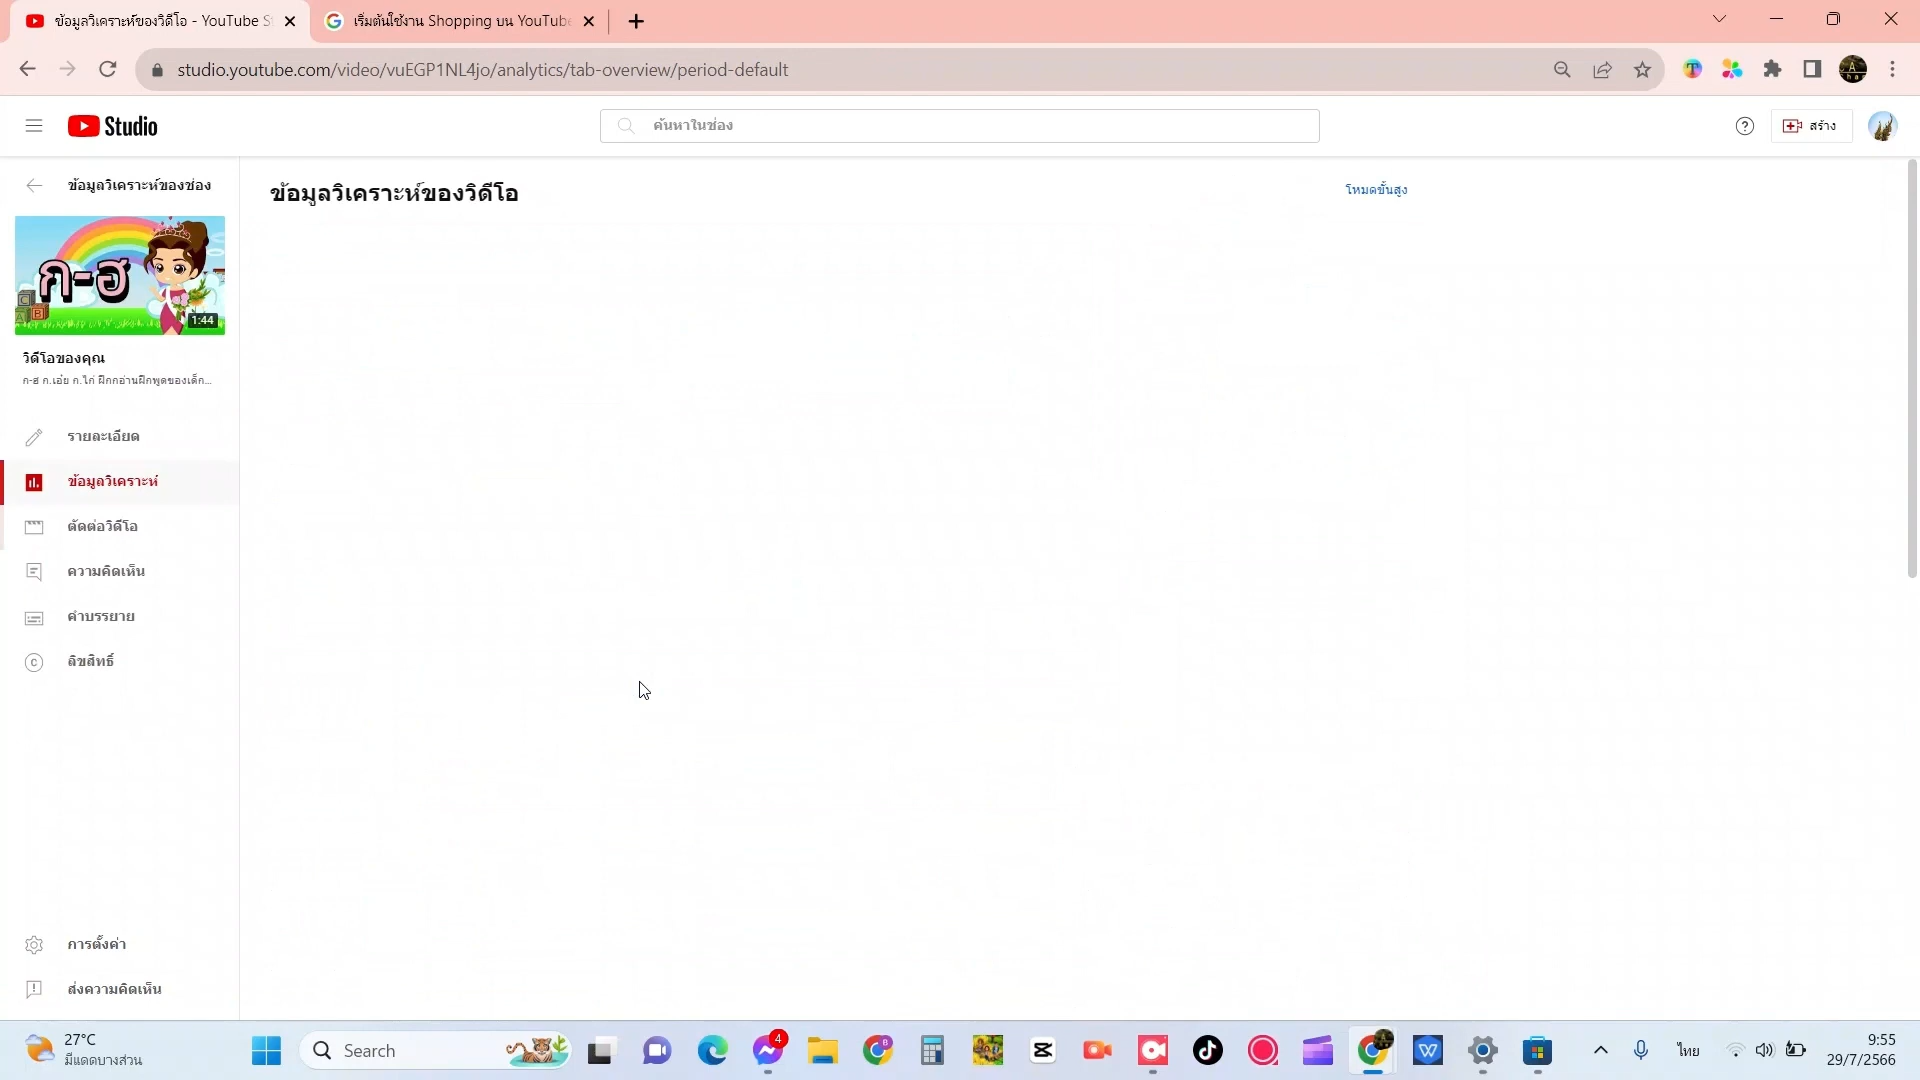 ข้อมูลวิเคราะห์ของวิดีโอ - YouTube S
เริ่มต้นใช้งาน Shopping บน YouTube
studio.youtube.com/video/vuEGP1NL4jo/analytics/tab-overview/period-default
Studio
ค้นหาในช่อง
สร้าง
ข้อมูลวิเคราะห์ของช่อง
ข้อมูลวิเคราะห์ของวิดีโอ
โหมดขั้นสูง
ก-ฮ
1:44
วิดีโอของคุณ
ก-ฮ ก.เอ๋ย ก.ไก่ ฝึกกอ่านฝึกพูดของเด็ก...
รายละเอียด
ข้อมูลวิเคราะห์
ตัดต่อวิดีโอ
ความคิดเห็น
คำบรรยาย
ลิขสิทธิ์
การตั้งค่า
ส่งความคิดเห็น
27°C
มีแดดบางส่วน
Search
4
ไทย
9:55
29/7/2566